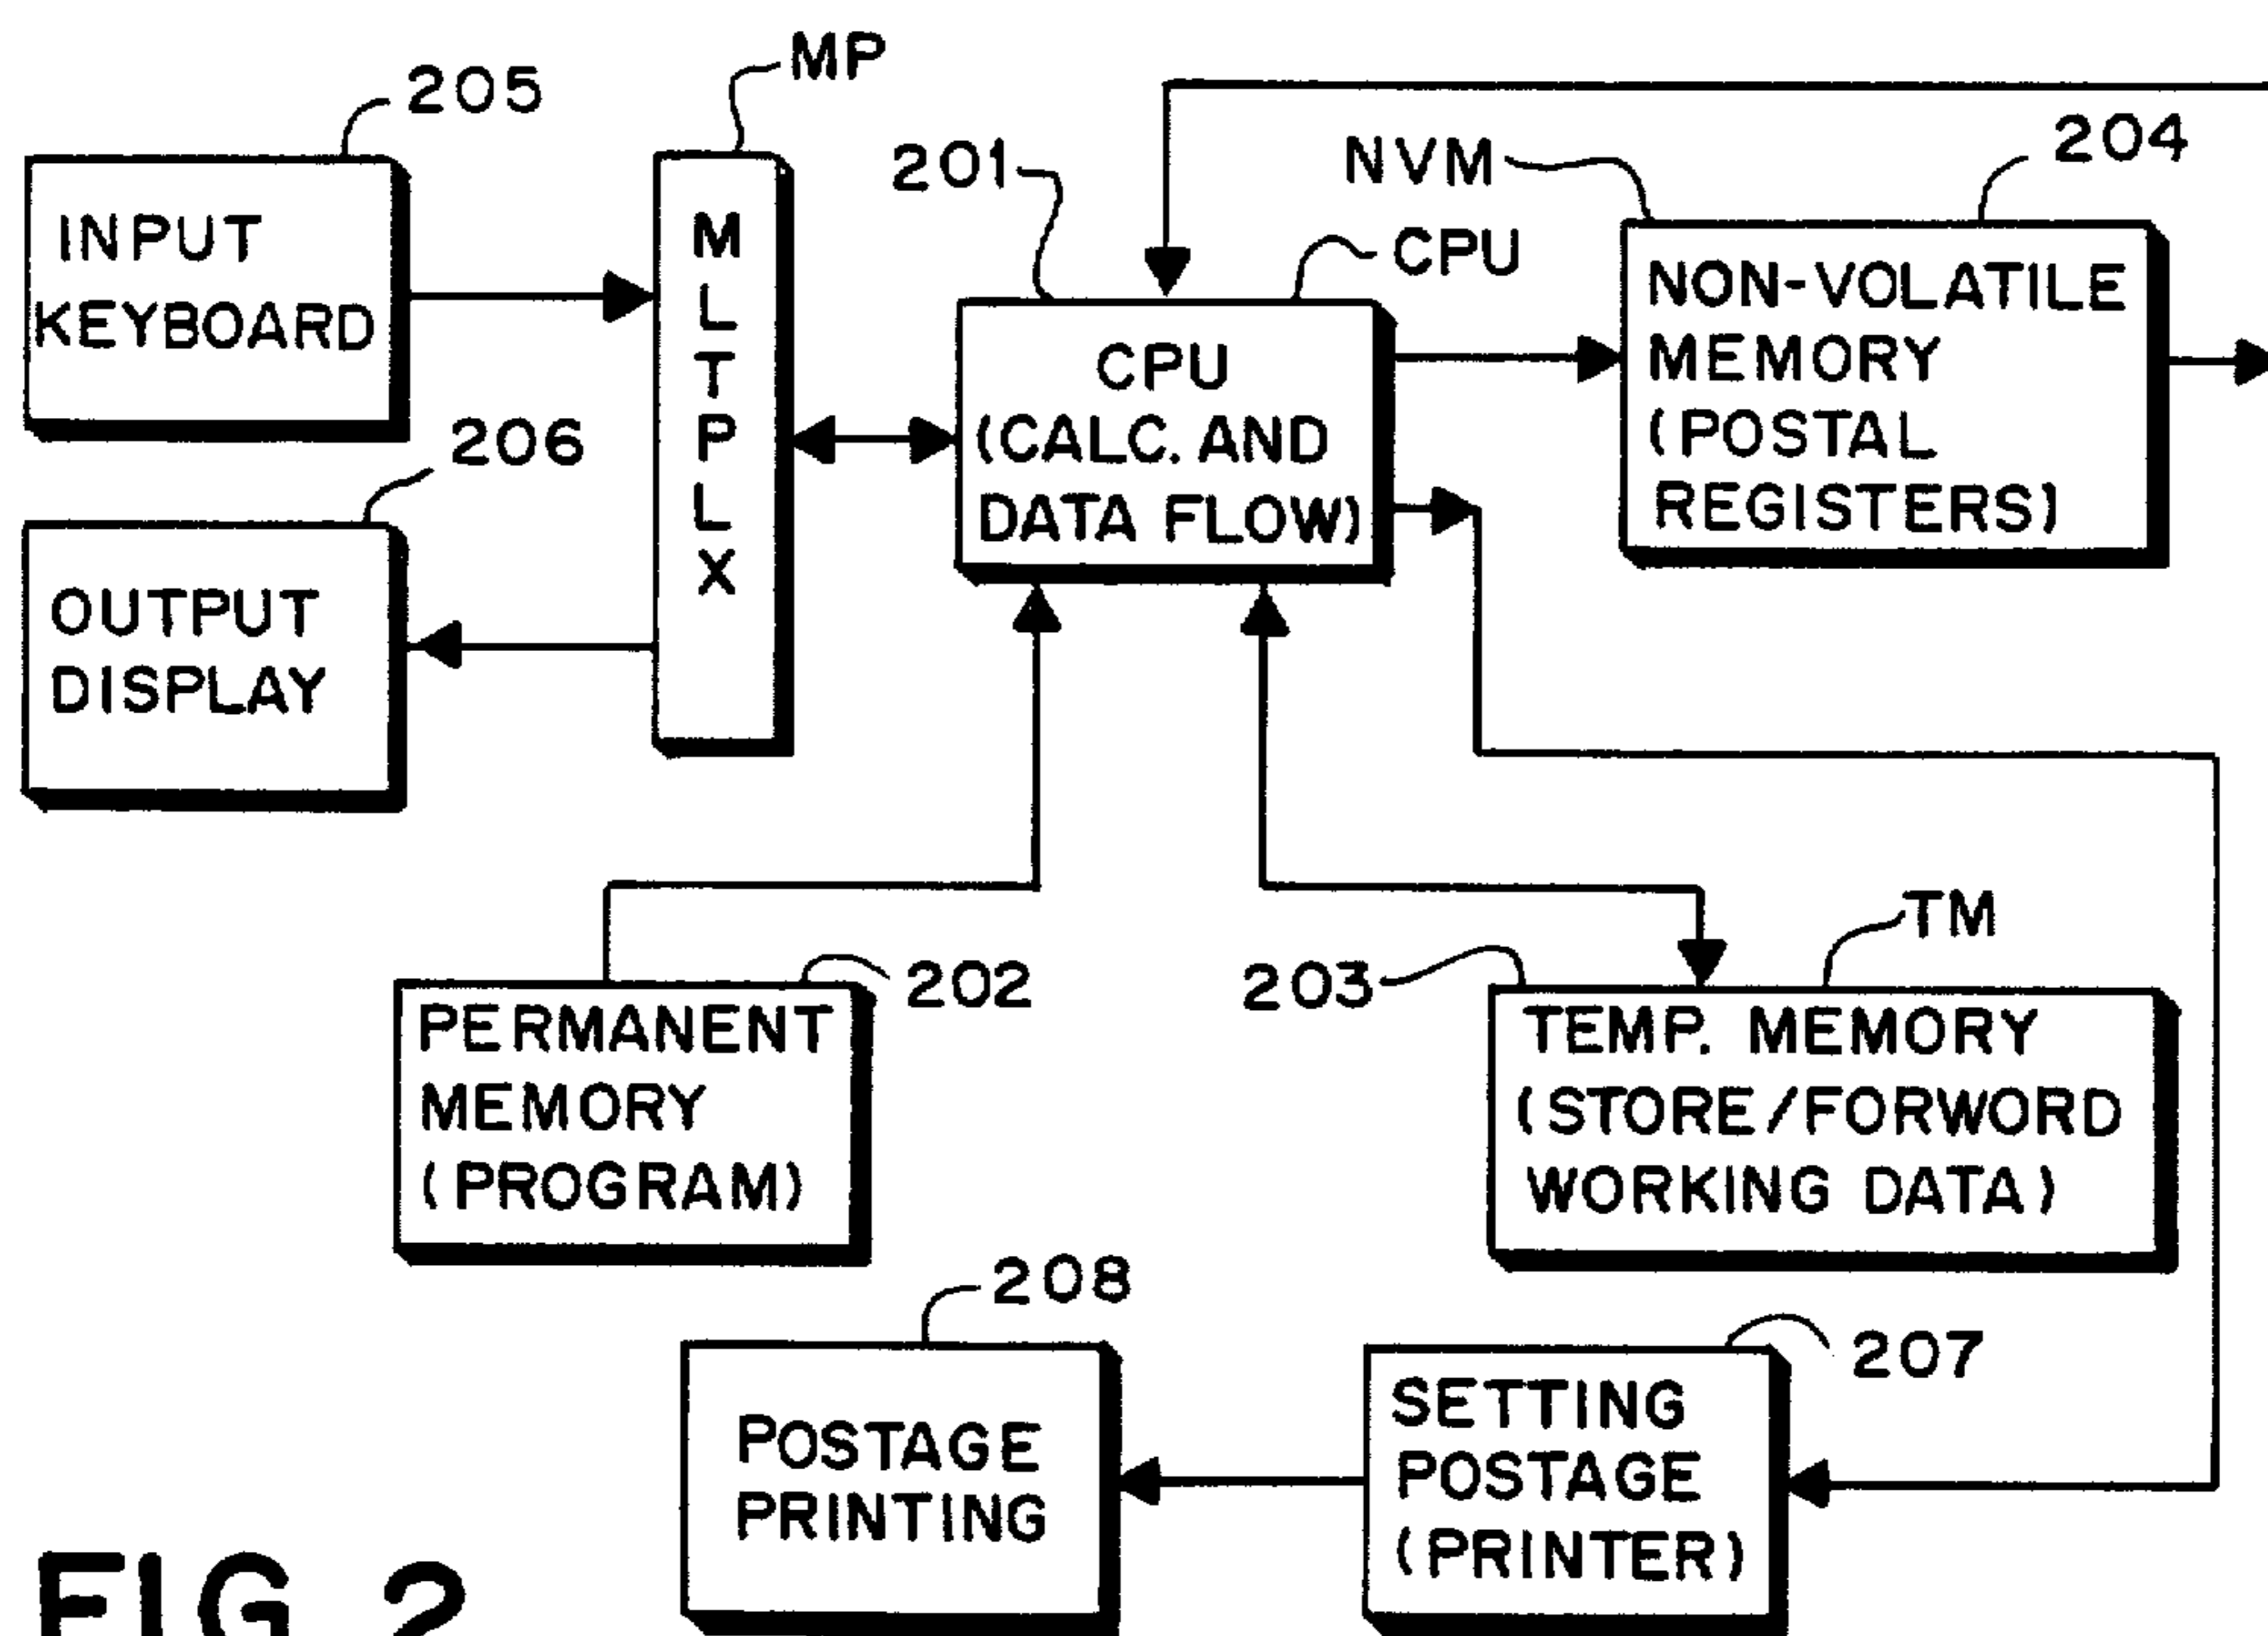 MP
205
204
201
NVM
CPU
INPUT
KEYBOARD
MLTPLX
CPU
(CALC. AND
DATA FLOW)
NON-VOLATILE
MEMORY
(POSTAL
REGISTERS)
206
OUTPUT
DISPLAY
TM
202
203
PERMANENT
MEMORY
(PROGRAM)
TEMP. MEMORY
(STORE/FORWORD
WORKING DATA)
208
207
POSTAGE
PRINTING
SETTING
POSTAGE
(PRINTER)
FIG 2